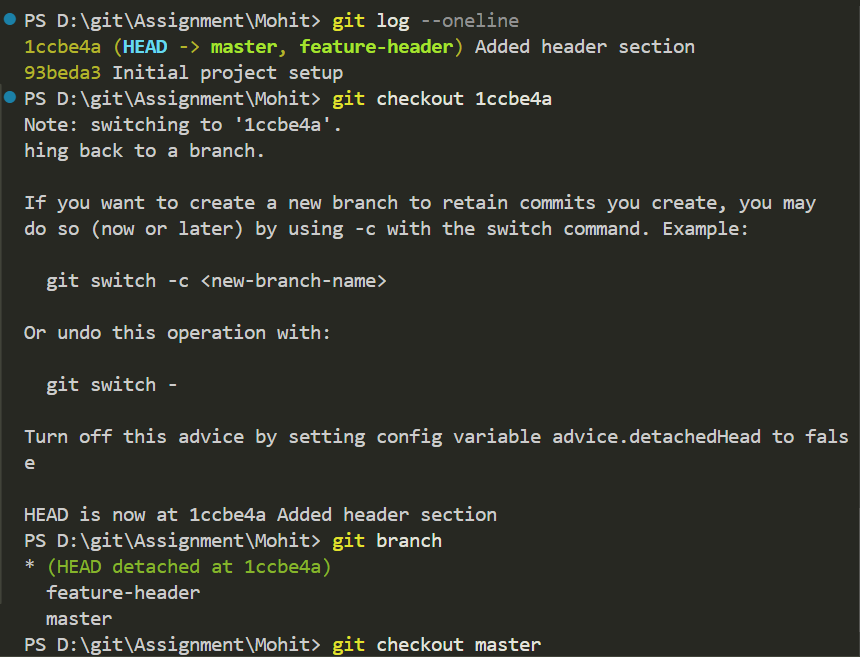 PS D:\git\Assignment\Mohit> git log --oneline
1ccbe4a (HEAD -> master, feature-header) Added header section
93beda3 Initial project setup
PS D:\git\Assignment\Mohit> git checkout 1ccbe4a
Note: switching to '1ccbe4a'.
hing back to a branch.
If you want to create a new branch to retain commits you create, you may
do so (now or later) by using -c with the switch command. Example:
git switch -c <new-branch-name>
Or undo this operation with:
git switch -
Turn off this advice by setting config variable advice.detachedHead to fals
e
HEAD is now at 1ccbe4a Added header section
PS D:\git\Assignment\Mohit> git branch
* (HEAD detached at 1ccbe4a)
feature-header
master
PS D:\git\Assignment\Mohit> git checkout master